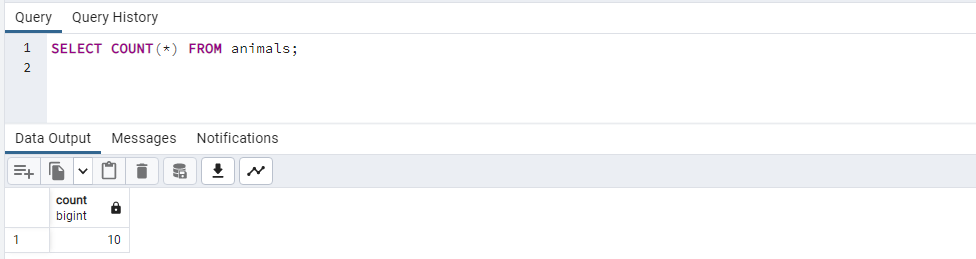 Query Query History
1 SELECT COUNT(*) FROM animals;
2
Data Output Messages Notifications
count
bigint
1 10